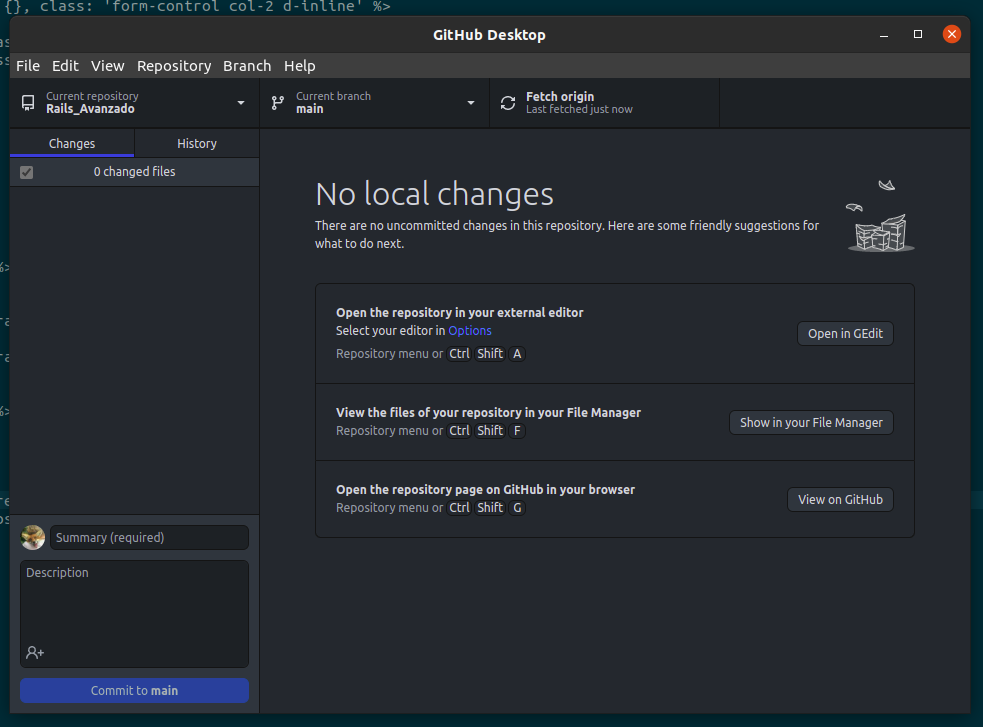 {}, class: 'form-control col-2 d-inline' %>
GitHub Desktop
File Edit View Repository Branch Help
Current repository
Rails_Avanzado
Current branch
main
Fetch origin
Last fetched just now
Changes
History
0 changed files
No local changes
There are no uncommitted changes in this repository. Here are some friendly suggestions for
what to do next.
Open the repository in your external editor
Select your editor in Options
Repository menu or Ctrl Shift A
Open in GEdit
View the files of your repository in your File Manager
Repository menu or Ctrl Shift F
Show in your File Manager
Open the repository page on GitHub in your browser
Repository menu or Ctrl Shift G
View on GitHub
Summary (required)
Description
Commit to main